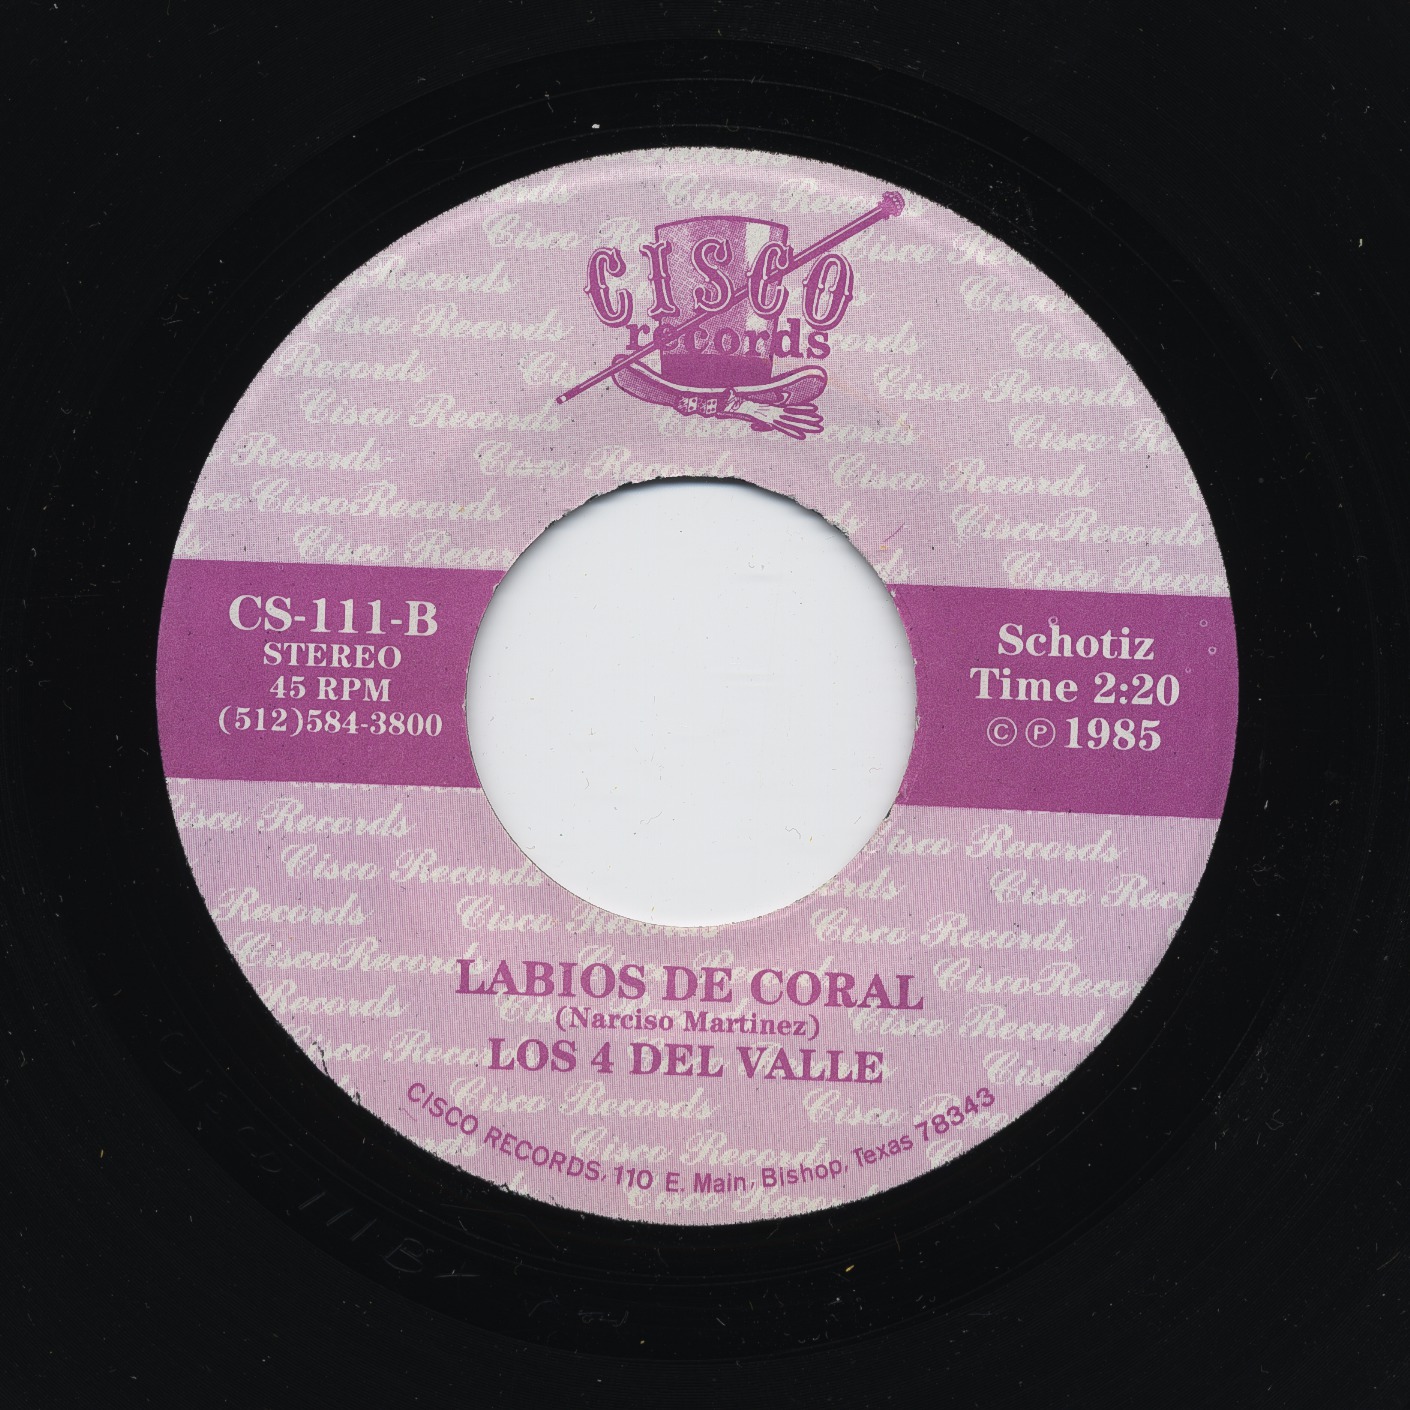 CISCO
records
CS-111-B
STEREO
45 RPM
(512)584-3800
Schotiz
Time 2:20
© ℗ 1985
LABIOS DE CORAL
(Narciso Martinez)
LOS 4 DEL VALLE
CISCO RECORDS, 110 E. Main, Bishop, Texas 78343